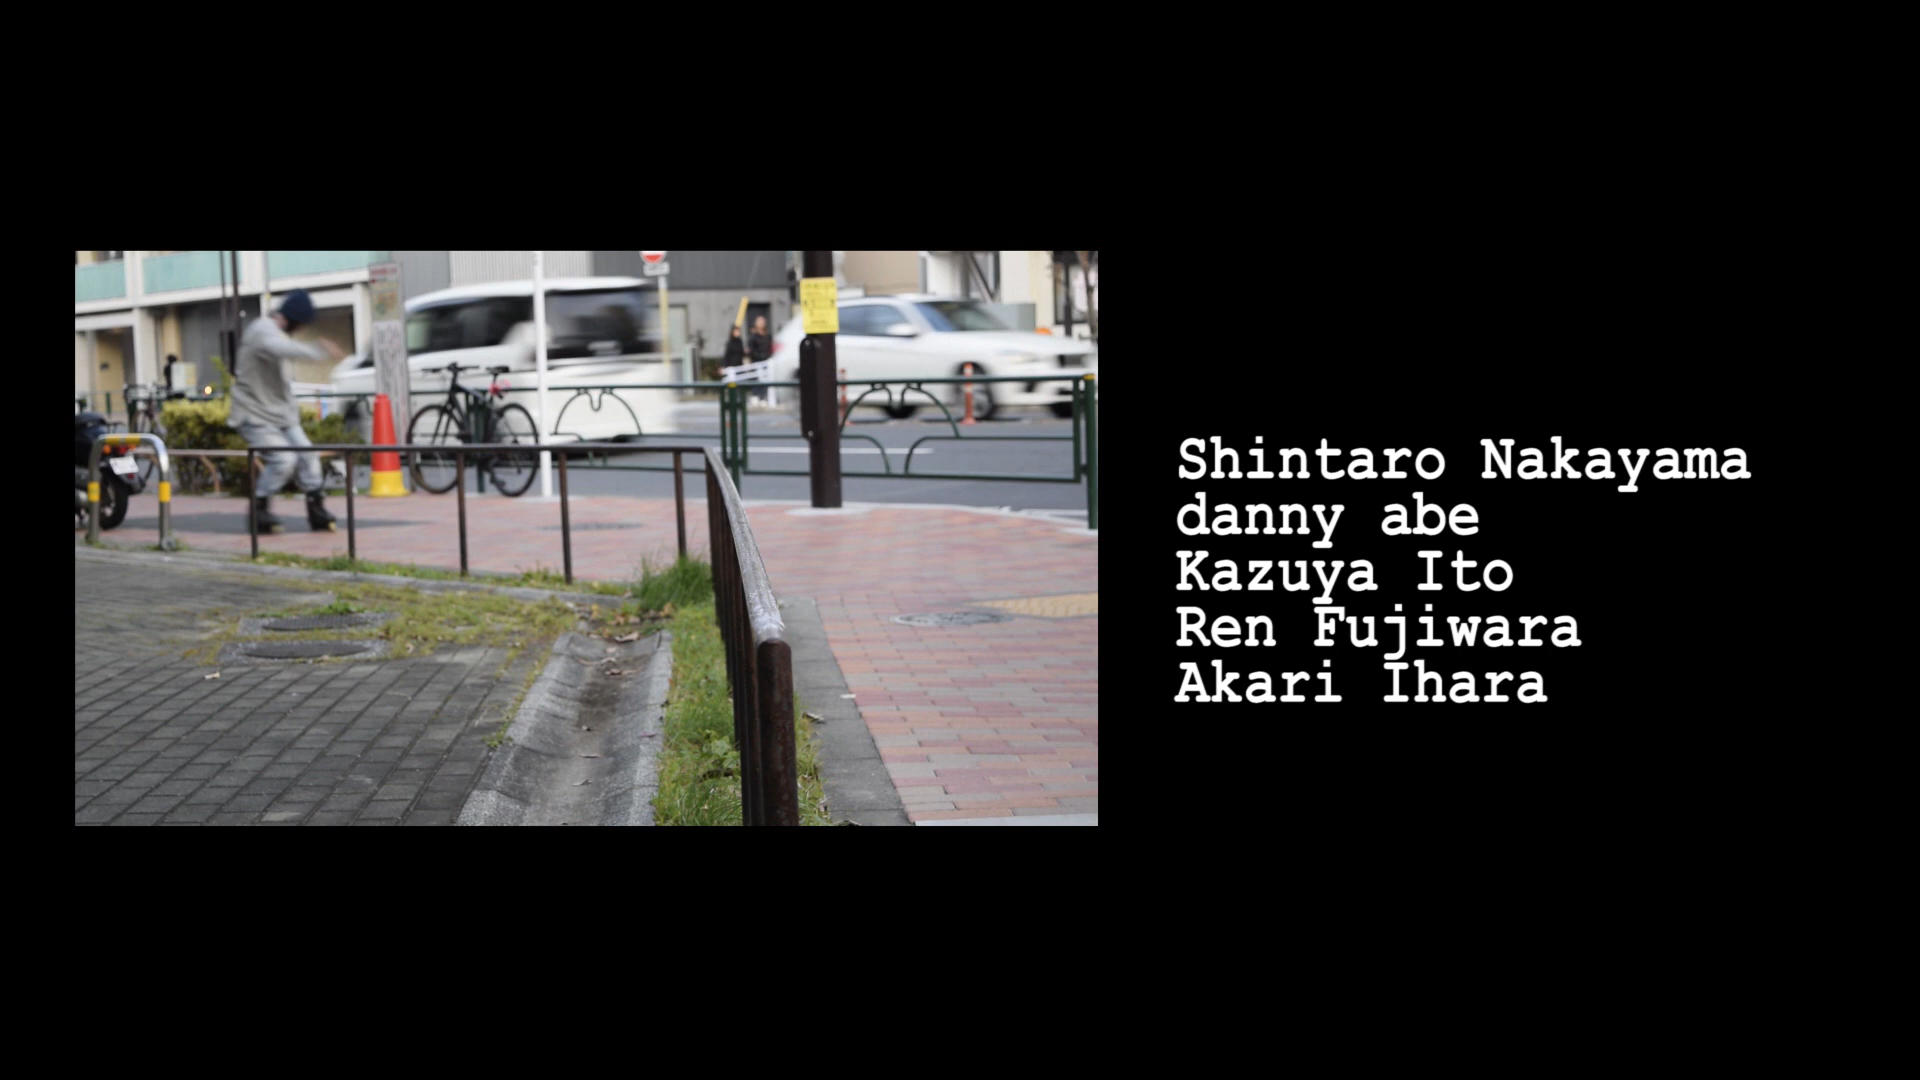 Shintaro Nakayama
danny abe
Kazuya Ito
Ren Fujiwara
Akari Ihara